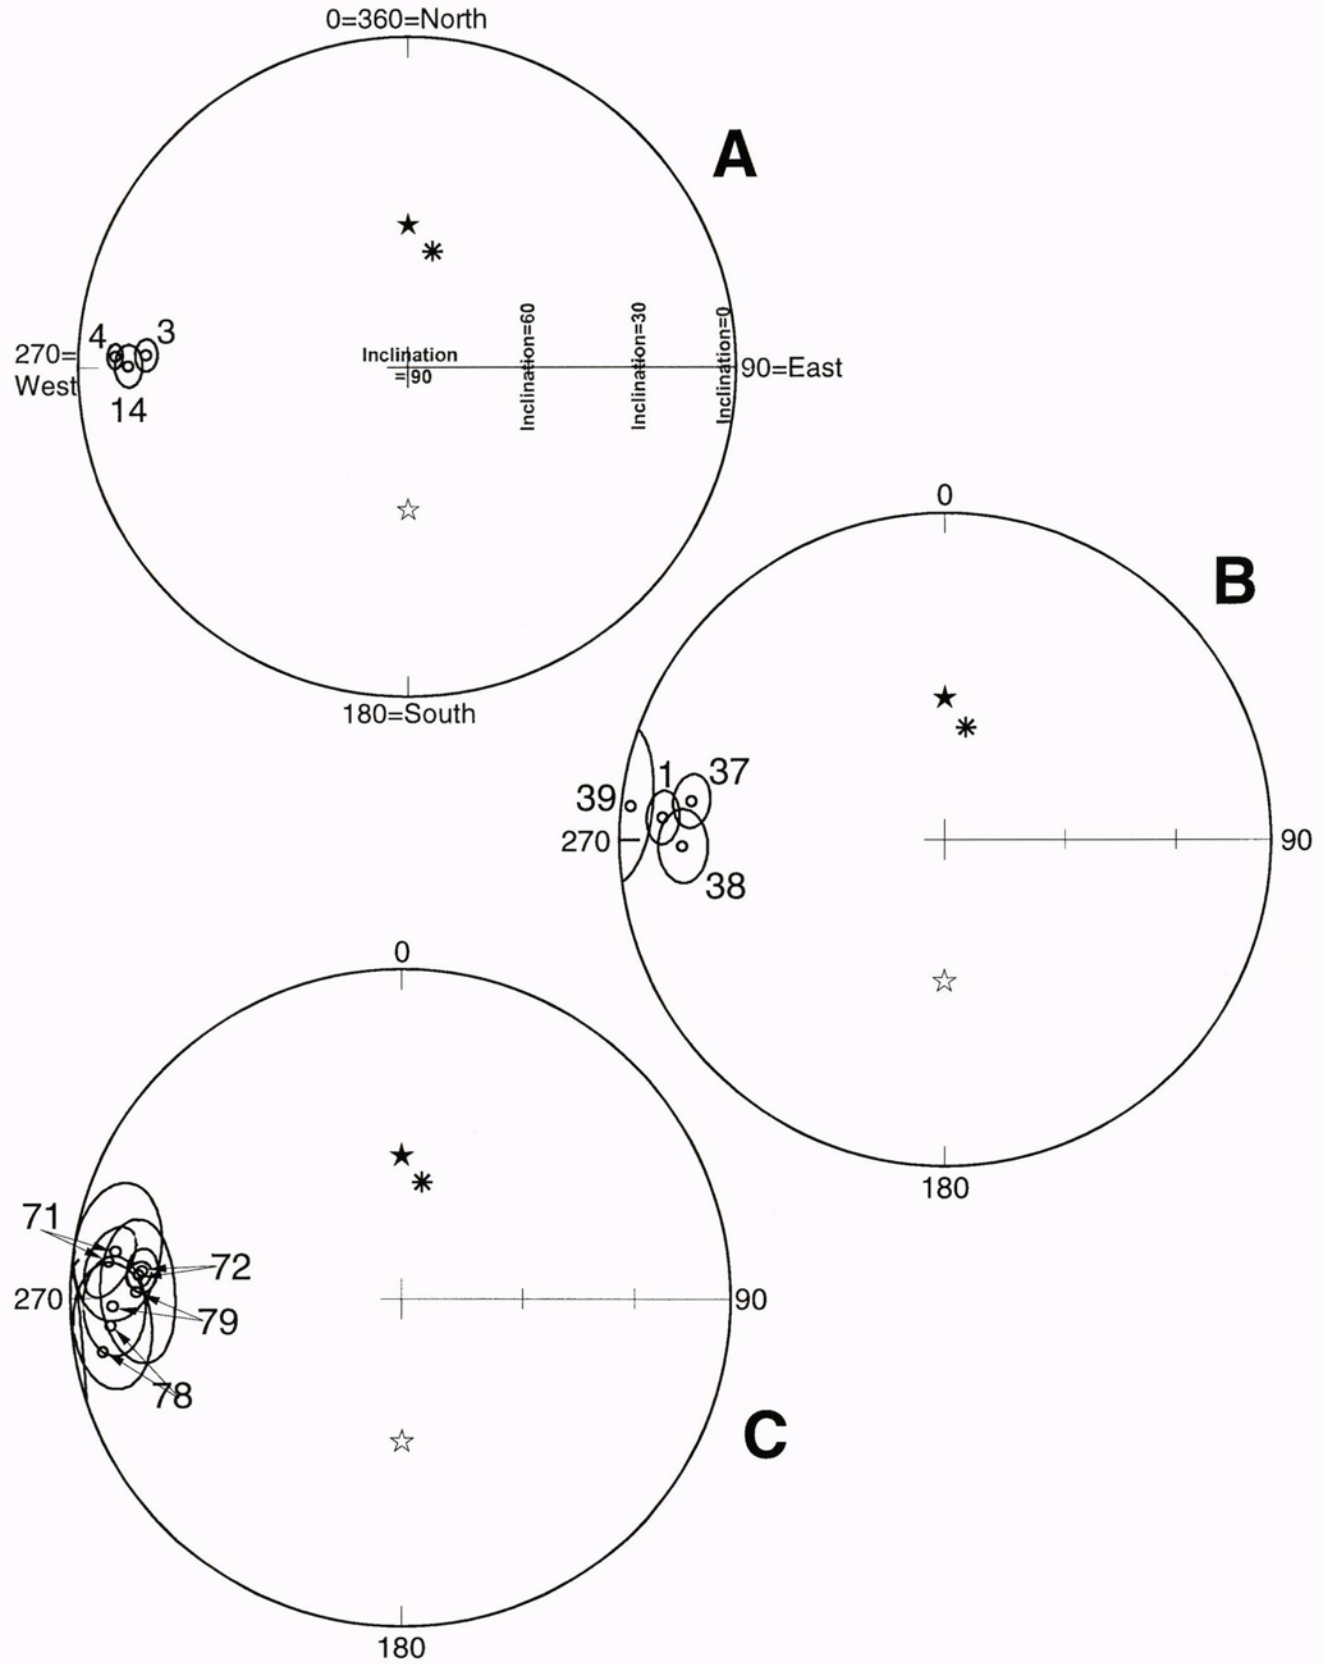 0=360=North
A
4 3
270=
West
14
Inclination
=90
Inclination=60
Inclination=30
Inclination=0
90=East
180=South
0
B
39
1
37
270
38
90
180
0
71
72
270
79
78
90
C
180